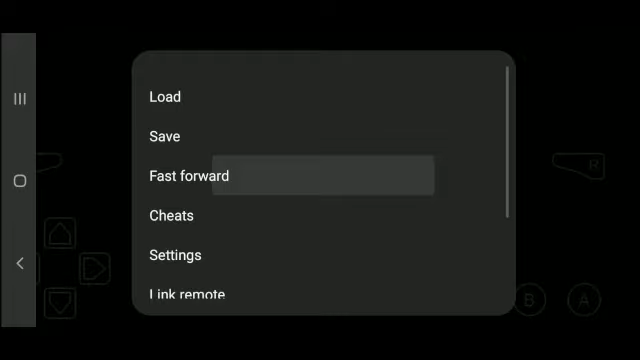 Load
Save
Fast forward
R
Cheats
Settings
Link remote
B
A